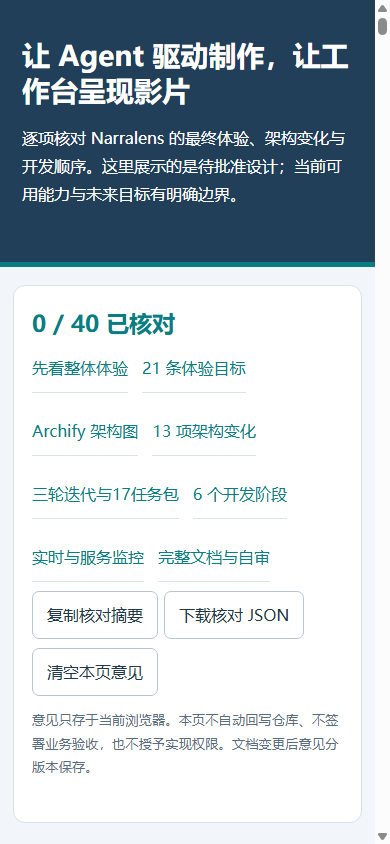 让 Agent 驱动制作，让工
作台呈现影片
逐项核对 Narralens 的最终体验、架构变化与
开发顺序。这里展示的是待批准设计；当前可
用能力与未来目标有明确边界。
0 / 40 已核对
先看整体体验 21 条体验目标
Archify 架构图 13 项架构变化
三轮迭代与17任务包 6 个开发阶段
实时与服务监控 完整文档与自审
复制核对摘要 下载核对 JSON
清空本页意见
意见只存于当前浏览器。本页不自动回写仓库、不签
署业务验收，也不授予实现权限。文档变更后意见分
版本保存。